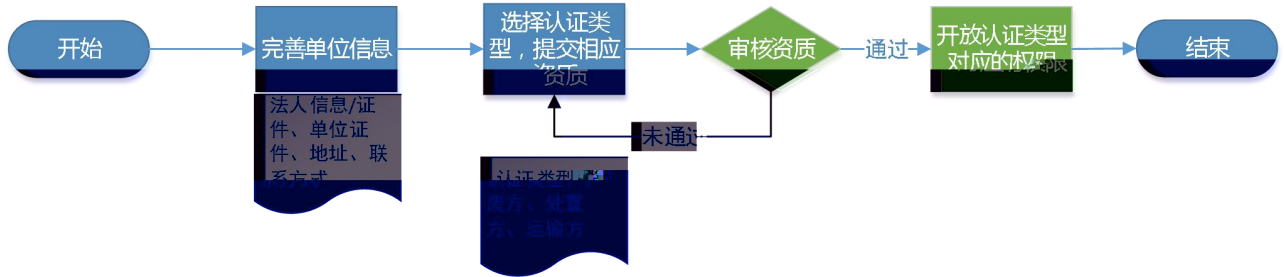 开始
完善单位信息
选择认证类
型，提交相应
资质
审核资质
通过
开放认证类型
对应的权限
结束
未通过
法人信息/证
件、单位证
件、地址、联
系方式
认证类型
废方、处置
方、运输方